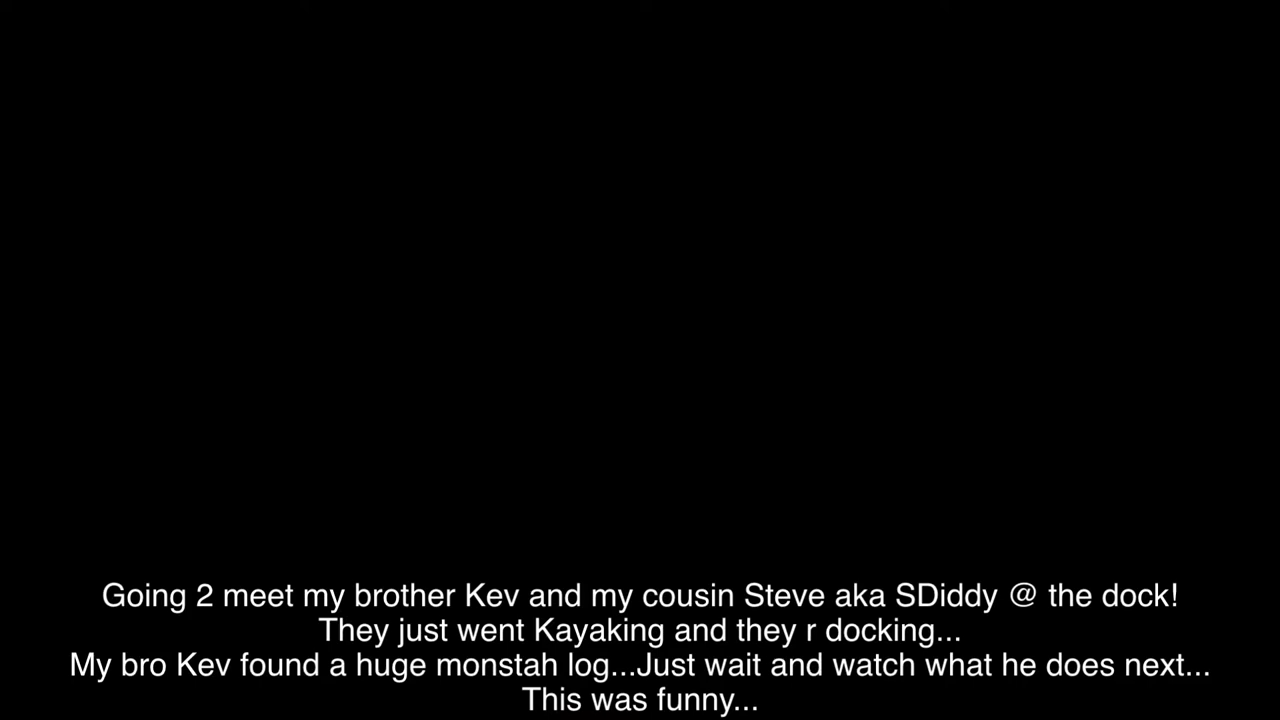 Going 2 meet my brother Kev and my cousin Steve aka SDiddy @ the dock!
They just went Kayaking and they r docking...
My bro Kev found a huge monstah log...Just wait and watch what he does next...
This was funny...